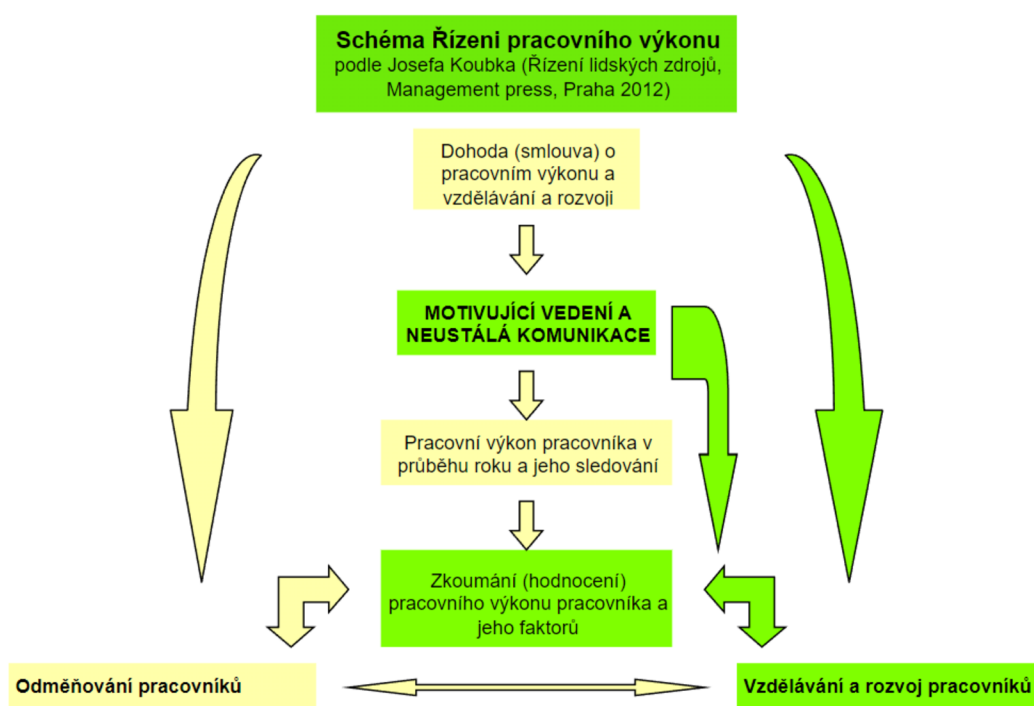 Schéma Řízeni pracovního výkonu
podle Josefa Koubka (Řízení lidských zdrojů,
Management press, Praha 2012)
Dohoda (smlouva) o
pracovním výkonu a
vzdělávání a rozvoji
MOTIVUJÍCÍ VEDENÍ A
NEUSTÁLÁ KOMUNIKACE
Pracovní výkon pracovníka v
průběhu roku a jeho sledování
Zkoumání (hodnocení)
pracovního výkonu pracovníka a
jeho faktorů
Odměňování pracovníků
Vzdělávání a rozvoj pracovníků